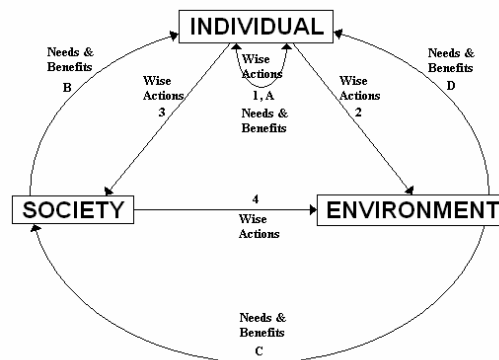 INDIVIDUAL
Needs &
Benefits
B
Wise
Actions
3
Wise
Actions
1, A
Needs &
Benefits
Wise
Actions
2
Needs &
Benefits
D
SOCIETY
4
Wise
Actions
ENVIRONMENT
Needs &
Benefits
C